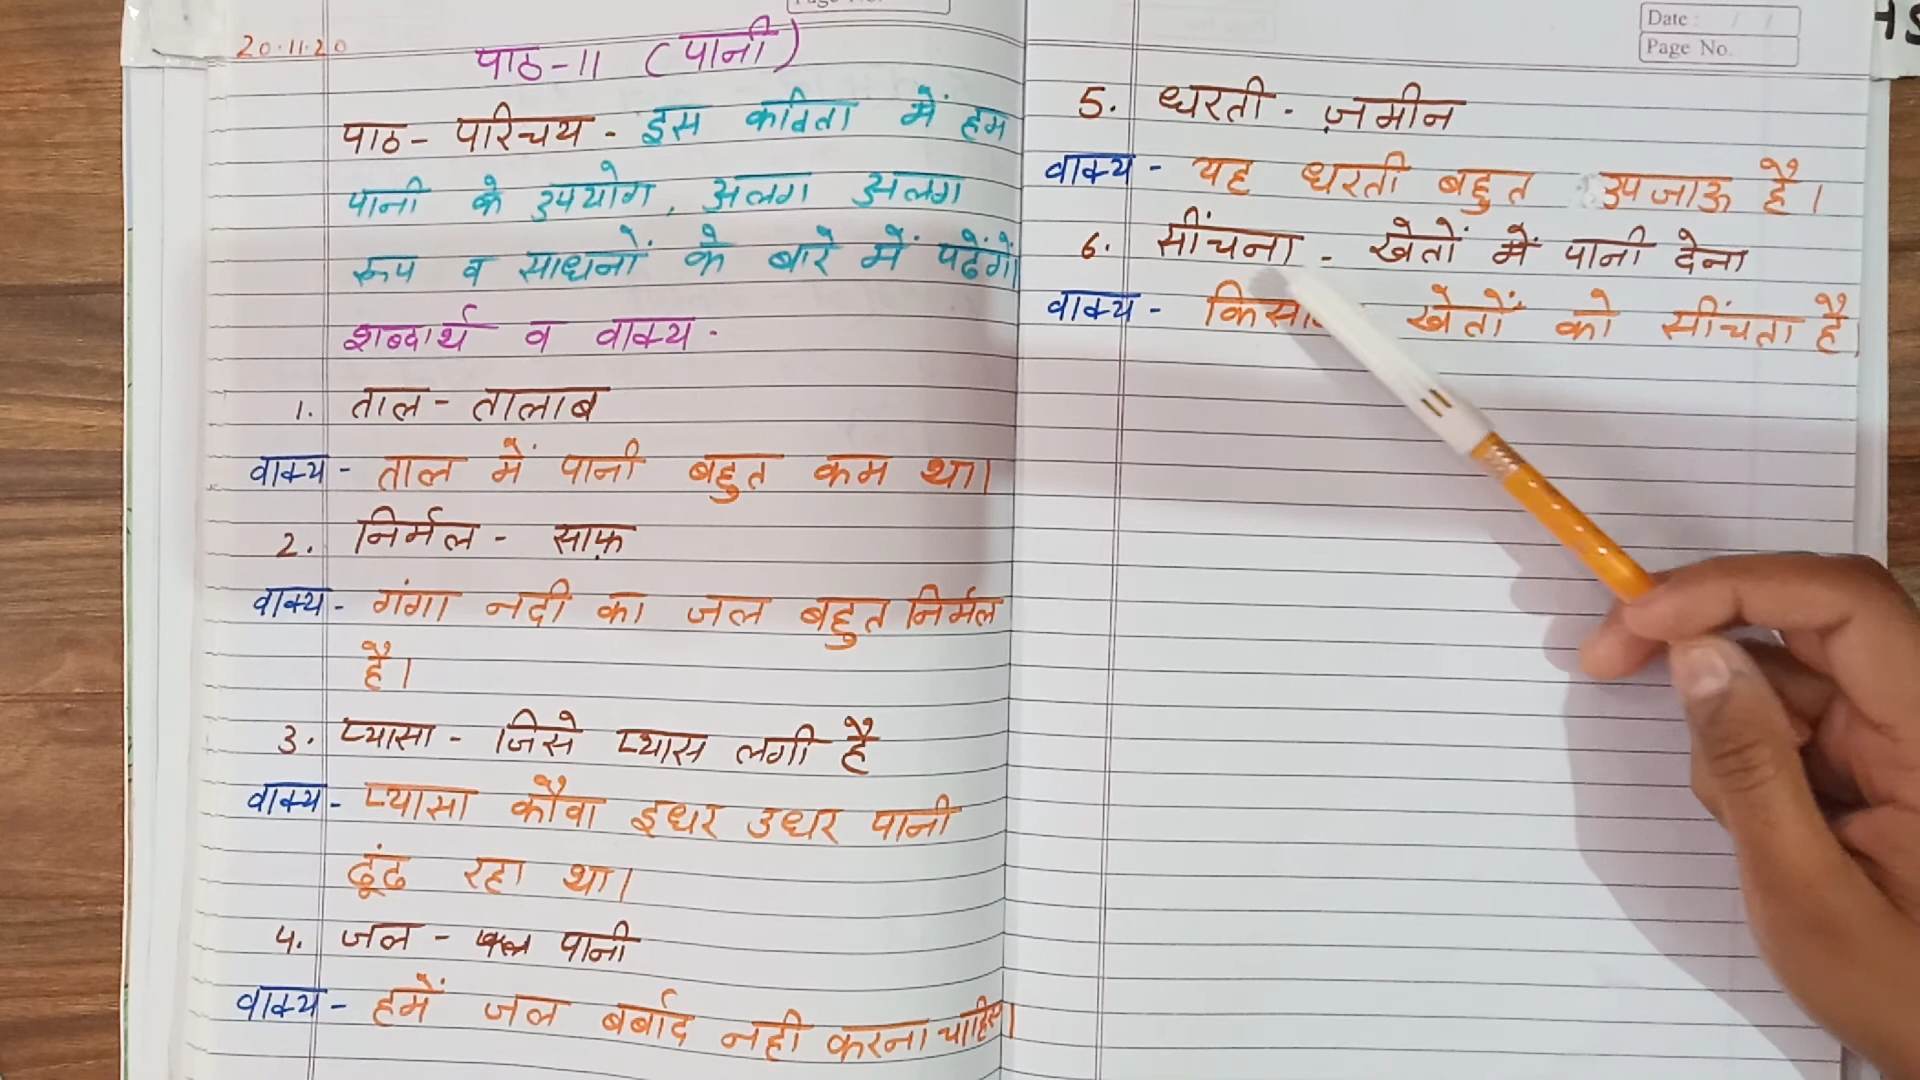 20.11.20
पाठ-11 (पानी)
पाठ-परिचय - इस कविता में हम
पानी के उपयोग, अलग अलग
रूप व साधनों के बारे में पढेंगें।
शब्दार्थ व वाक्य -
1. ताल - तालाब
वाक्य - ताल में पानी बहुत कम था।
2. निर्मल - साफ़
वाक्य - गंगा नदी का जल बहुत निर्मल
है।
3. प्यासा - जिसे प्यास लगी है
वाक्य - प्यासा कौवा इधर उधर पानी
ढूंढ रहा था।
4. जल - पानी
वाक्य - हमें जल बर्बाद नही करना चाहिए।
Date : / /
Page No.
5. धरती - ज़मीन
वाक्य - यह धरती बहुत उपजाऊ है।
6. सींचना - खेतों में पानी देना
वाक्य - खेतों को सींचता है।